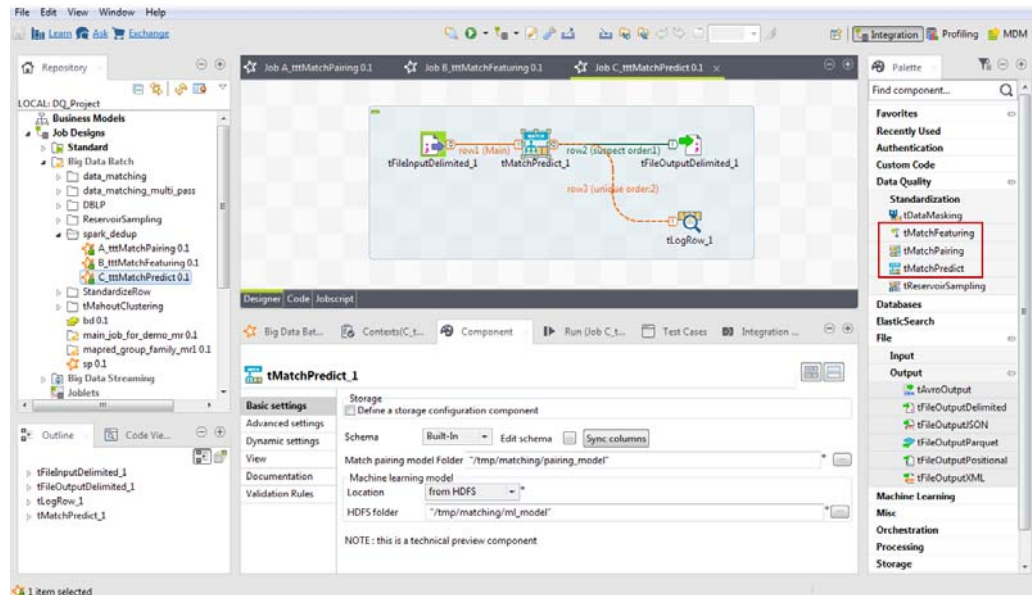 File Edit View Window Help
Learn Ask Exchange
Integration Profiling MDM
Repository
LOCAL: DQ_Project
Business Models
Job Designs
Standard
Big Data Batch
data_matching
data_matching_multi_pass
DBLP
ReservoirSampling
spark_dedup
A_tttMatchPairing 0.1
B_tttMatchFeaturing 0.1
C_tttMatchPredict 0.1
StandardizeRow
tMahoutClustering
bd 0.1
main_job_for_demo_mr 0.1
mapred_group_family_mr1 0.1
sp 0.1
Big Data Streaming
Joblets
Outline Code Vie...
tFileInputDelimited_1
tFileOutputDelimited_1
tLogRow_1
tMatchPredict_1
1 item selected
Job A_tttMatchPairing 0.1 Job B_tttMatchFeaturing 0.1 Job C_tttMatchPredict 0.1
row1 (Main)
row2 (suspect order:1)
tFileInputDelimited_1 tMatchPredict_1 tFileOutputDelimited_1
row3 (unique order:2)
tLogRow_1
Designer Code Jobscript
Big Data Bat... Contexts(C_t... Component Run (Job C_t... Test Cases Integration ...
tMatchPredict_1
Basic settings
Advanced settings
Dynamic settings
View
Documentation
Validation Rules
Storage
Define a storage configuration component
Schema Built-In Edit schema ... Sync columns
Match pairing model Folder "/tmp/matching/pairing_model" * ...
Machine learning model
Location from HDFS *
HDFS folder "/tmp/matching/ml_model" * ...
NOTE : this is a technical preview component
Palette
Find component...
Favorites
Recently Used
Authentication
Custom Code
Data Quality
Standardization
tDataMasking
tMatchFeaturing
tMatchPairing
tMatchPredict
tReservoirSampling
Databases
ElasticSearch
File
Input
Output
tAvroOutput
tFileOutputDelimited
tFileOutputJSON
tFileOutputParquet
tFileOutputPositional
tFileOutputXML
Machine Learning
Misc
Orchestration
Processing
Storage